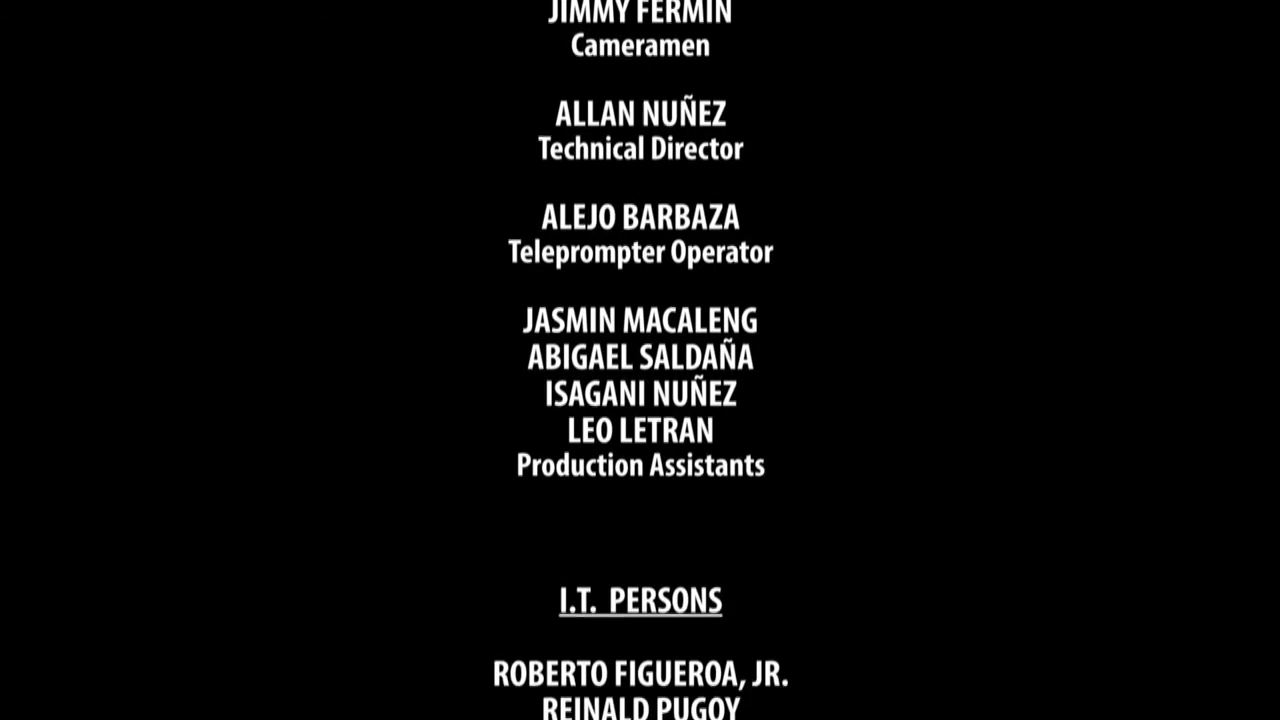 JIMMY FERMIN
Cameramen
ALLAN NUÑEZ
Technical Director
ALEJO BARBAZA
Teleprompter Operator
JASMIN MACALENG
ABIGAEL SALDAÑA
ISAGANI NUÑEZ
LEO LETRAN
Production Assistants
I.T. PERSONS
ROBERTO FIGUEROA, JR.
REINALD PUGOY